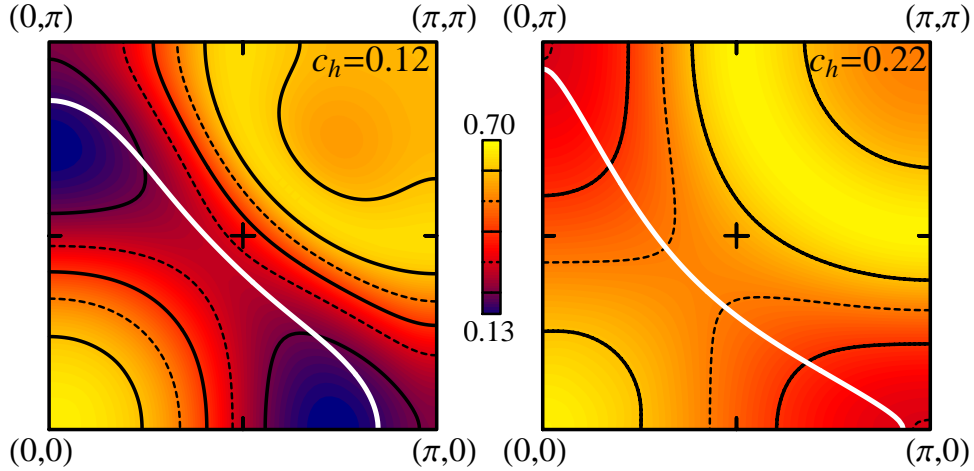 (0,π) (π,π) (0,π) (π,π)
c_h=0.12 c_h=0.22
0.70
0.13
(0,0) (π,0) (0,0) (π,0)